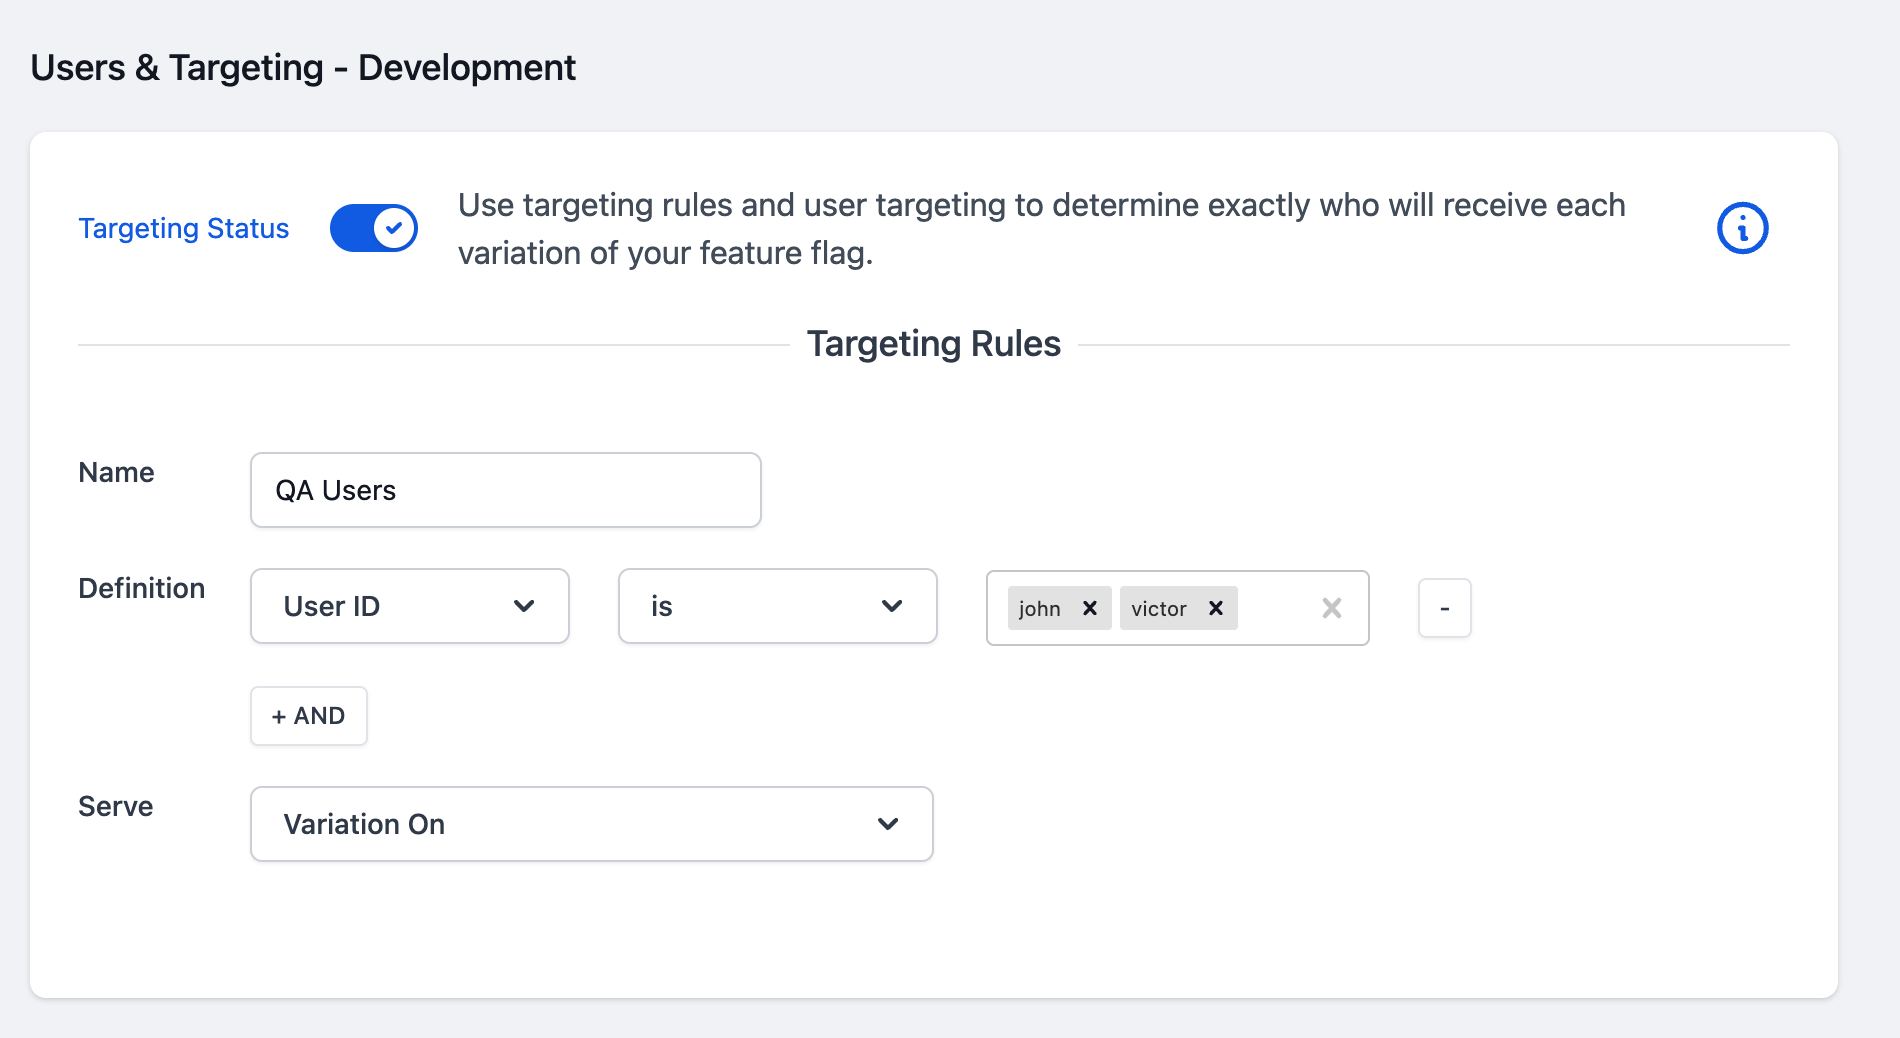 Users & Targeting - Development
Targeting Status
Use targeting rules and user targeting to determine exactly who will receive each
variation of your feature flag.
Targeting Rules
Name
QA Users
Definition
User ID
is
john
victor
-
+ AND
Serve
Variation On